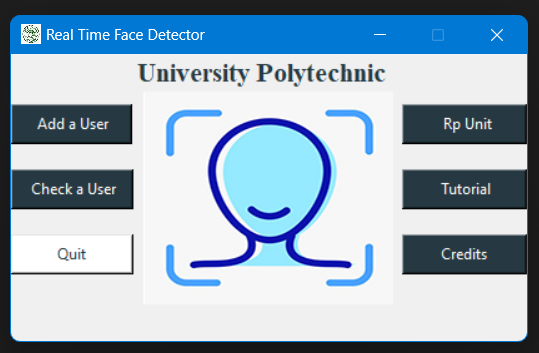 Real Time Face Detector
University Polytechnic
Add a User
Rp Unit
Check a User
Tutorial
Quit
Credits